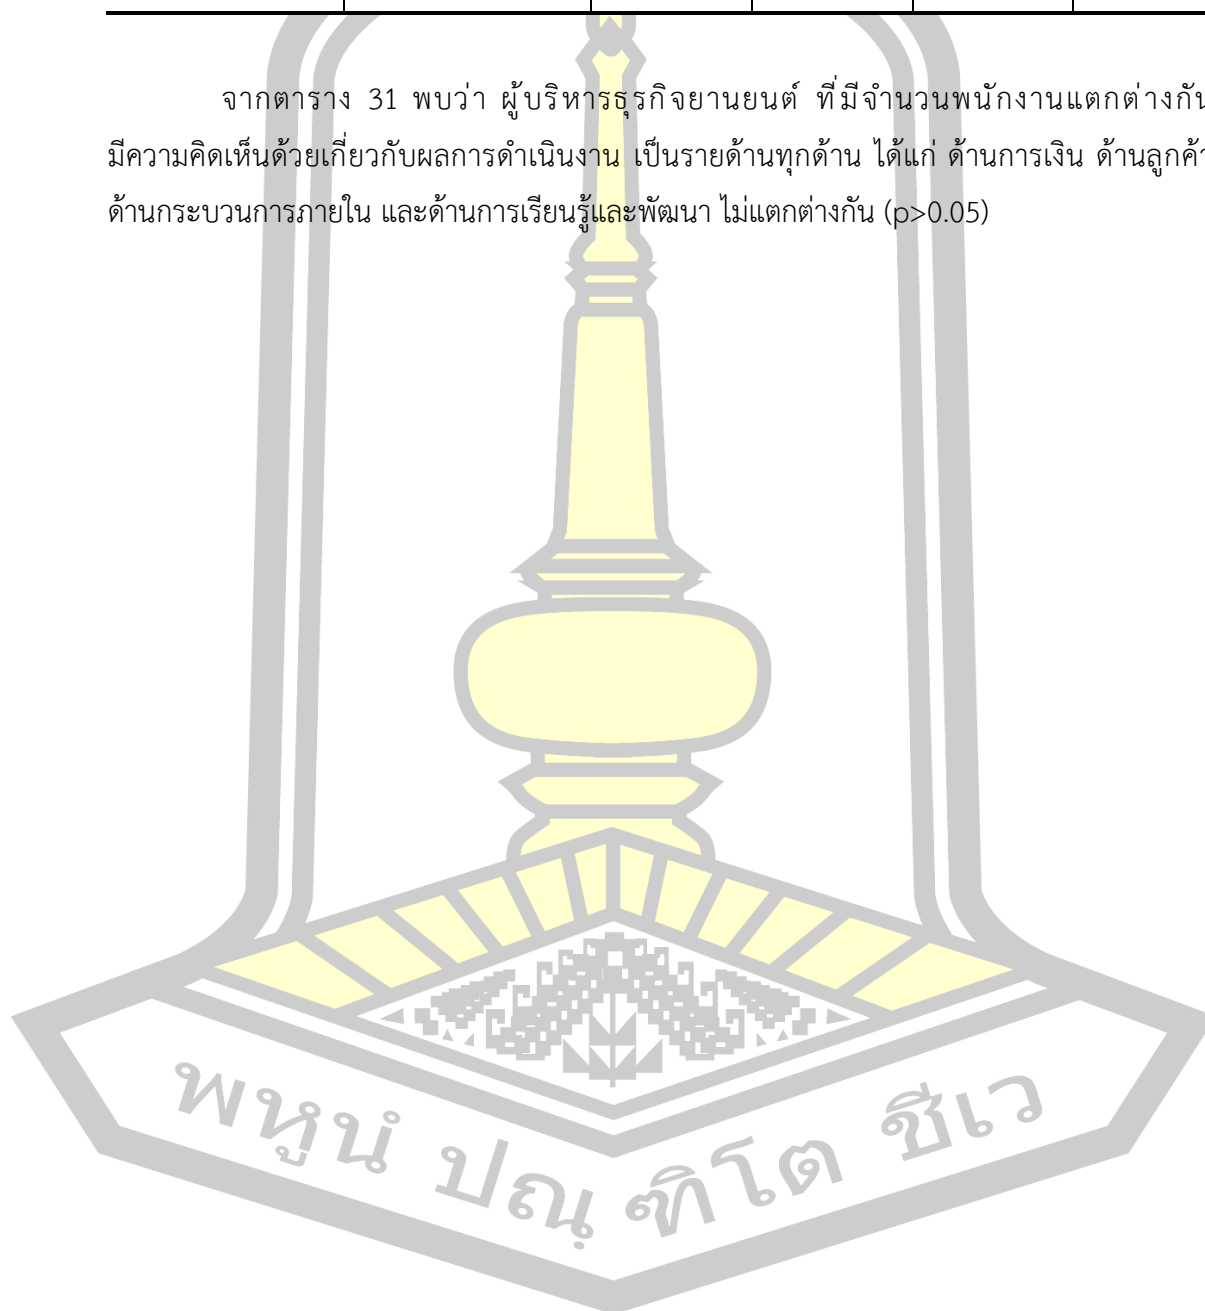 จากตาราง 31 พบว่า ผู้บริหารธุรกิจยานยนต์ ที่มีจำนวนพนักงานแตกต่างกัน
มีความคิดเห็นด้วยเกี่ยวกับผลการดำเนินงาน เป็นรายด้านทุกด้าน ได้แก่ ด้านการเงิน ด้านลูกค้า
ด้านกระบวนการภายใน และด้านการเรียนรู้และพัฒนา ไม่แตกต่างกัน (p>0.05)
พหูนํ ปณฺ ฑิโต ชีเว